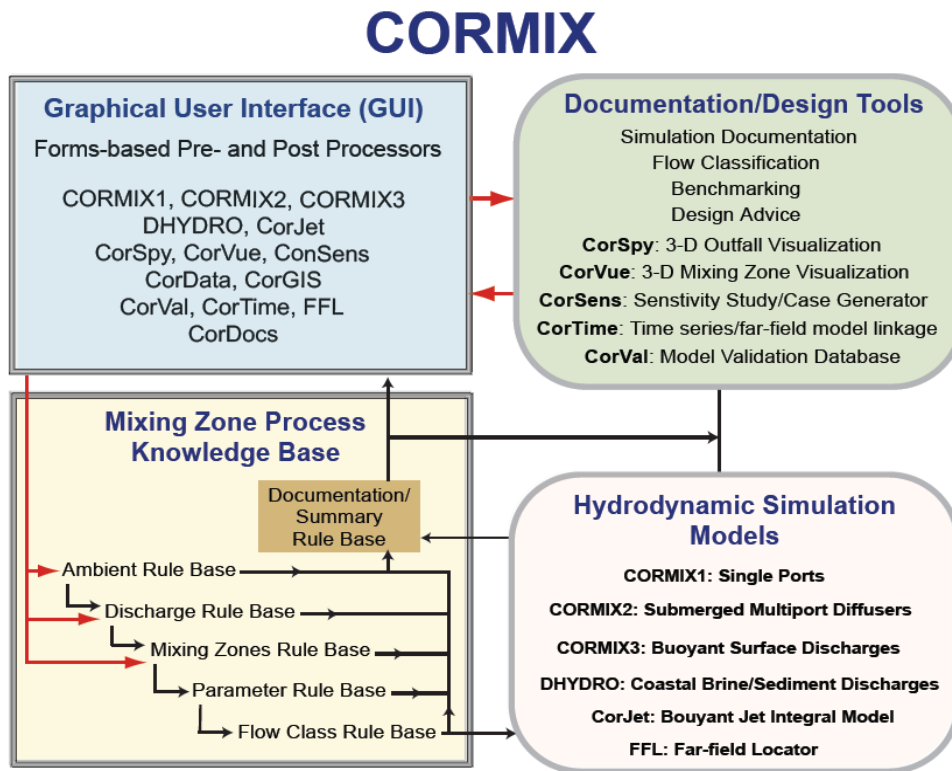 CORMIX
Graphical User Interface (GUI)
Forms-based Pre- and Post Processors
CORMIX1, CORMIX2, CORMIX3
DHYDRO, CorJet
CorSpy, CorVue, ConSens
CorData, CorGIS
CorVal, CorTime, FFL
CorDocs
Documentation/Design Tools
Simulation Documentation
Flow Classification
Benchmarking
Design Advice
CorSpy: 3-D Outfall Visualization
CorVue: 3-D Mixing Zone Visualization
CorSens: Senstivity Study/Case Generator
CorTime: Time series/far-field model linkage
CorVal: Model Validation Database
Mixing Zone Process
Knowledge Base
Documentation/
Summary
Rule Base
Ambient Rule Base
Discharge Rule Base
Mixing Zones Rule Base
Parameter Rule Base
Flow Class Rule Base
Hydrodynamic Simulation
Models
CORMIX1: Single Ports
CORMIX2: Submerged Multiport Diffusers
CORMIX3: Buoyant Surface Discharges
DHYDRO: Coastal Brine/Sediment Discharges
CorJet: Bouyant Jet Integral Model
FFL: Far-field Locator